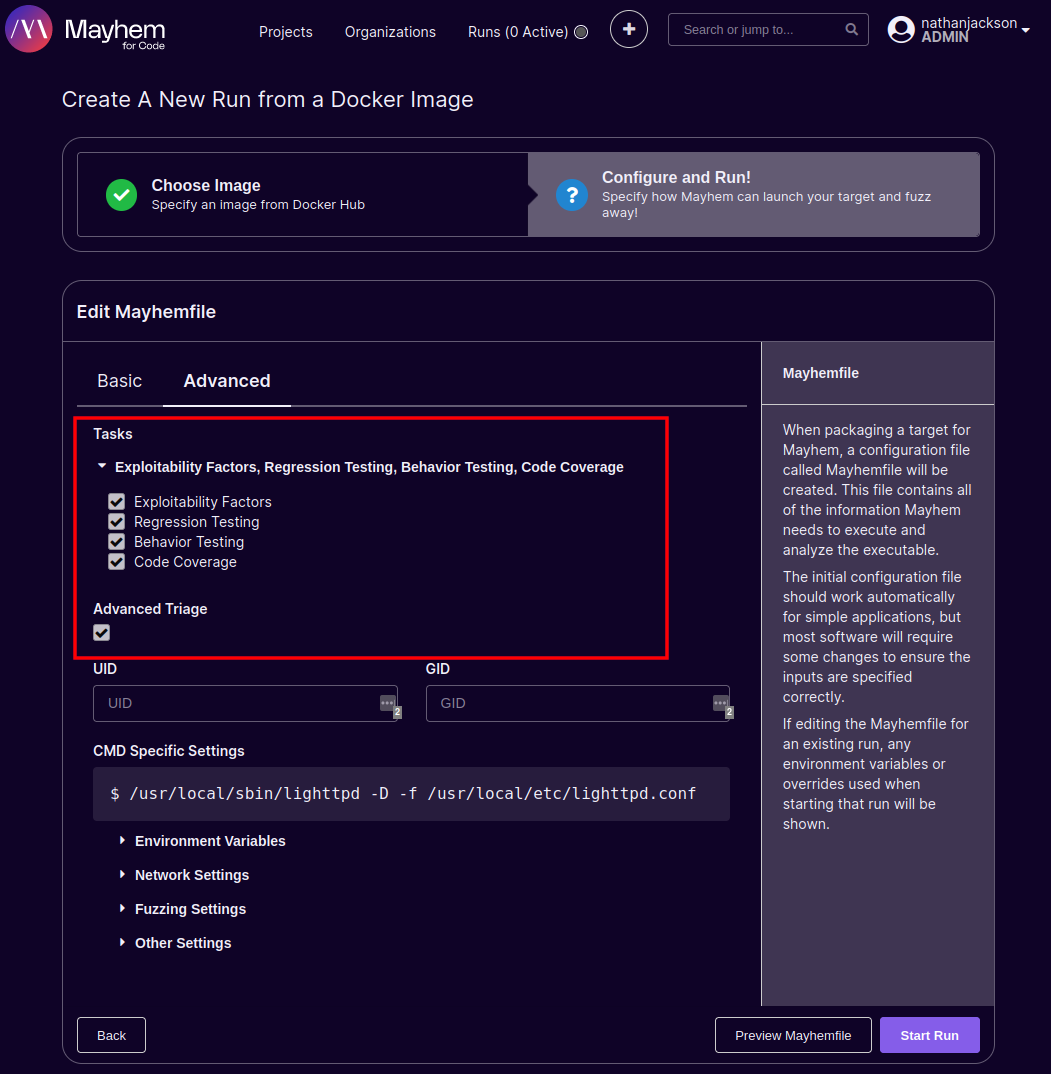 Mayhem
for Code
Projects
Organizations
Runs (0 Active)
Search or jump to...
nathanjackson
ADMIN
Create A New Run from a Docker Image
Choose Image
Specify an image from Docker Hub
?
Configure and Run!
Specify how Mayhem can launch your target and fuzz
away!
Edit Mayhemfile
Basic
Advanced
Tasks
Exploitability Factors, Regression Testing, Behavior Testing, Code Coverage
Exploitability Factors
Regression Testing
Behavior Testing
Code Coverage
Advanced Triage
UID
GID
UID
2
GID
2
CMD Specific Settings
$ /usr/local/sbin/lighttpd -D -f /usr/local/etc/lighttpd.conf
Environment Variables
Network Settings
Fuzzing Settings
Other Settings
Mayhemfile
When packaging a target for
Mayhem, a configuration file
called Mayhemfile will be
created. This file contains all
of the information Mayhem
needs to execute and
analyze the executable.
The initial configuration file
should work automatically
for simple applications, but
most software will require
some changes to ensure the
inputs are specified
correctly.
If editing the Mayhemfile for
an existing run, any
environment variables or
overrides used when
starting that run will be
shown.
Back
Preview Mayhemfile
Start Run